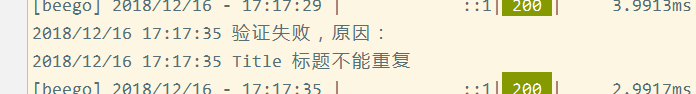 [beego] 2018/12/16 - 17:17:29 |            ::1| 200 |     3.9913ms
2018/12/16 17:17:35 验证失败，原因：
2018/12/16 17:17:35 Title 标题不能重复
[beego] 2018/12/16 - 17:17:35 |            ::1| 200 |     2.9917ms